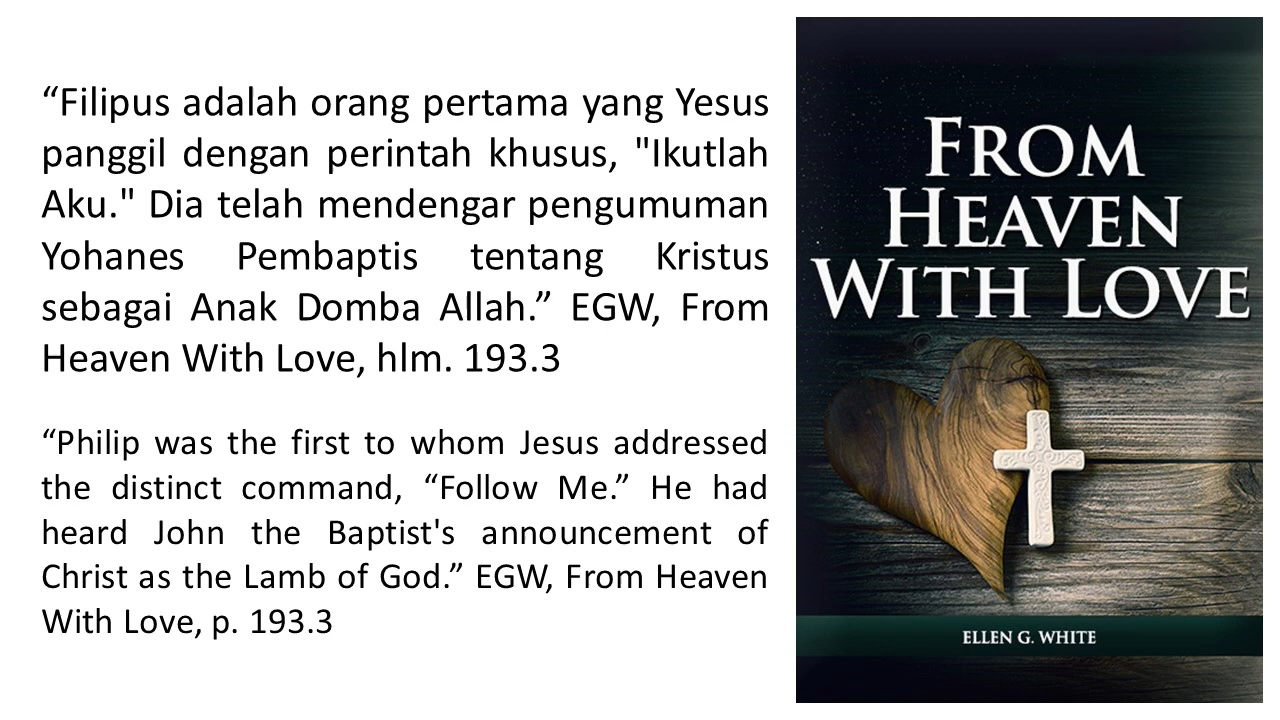 “Filipus adalah orang pertama yang Yesus
panggil dengan perintah khusus, "Ikutlah
Aku." Dia telah mendengar pengumuman
Yohanes Pembaptis tentang Kristus
sebagai Anak Domba Allah.” EGW, From
Heaven With Love, hlm. 193.3
“Philip was the first to whom Jesus addressed
the distinct command, “Follow Me.” He had
heard John the Baptist's announcement of
Christ as the Lamb of God.” EGW, From Heaven
With Love, p. 193.3
FROM
HEAVEN
WITH LOVE
ELLEN G. WHITE